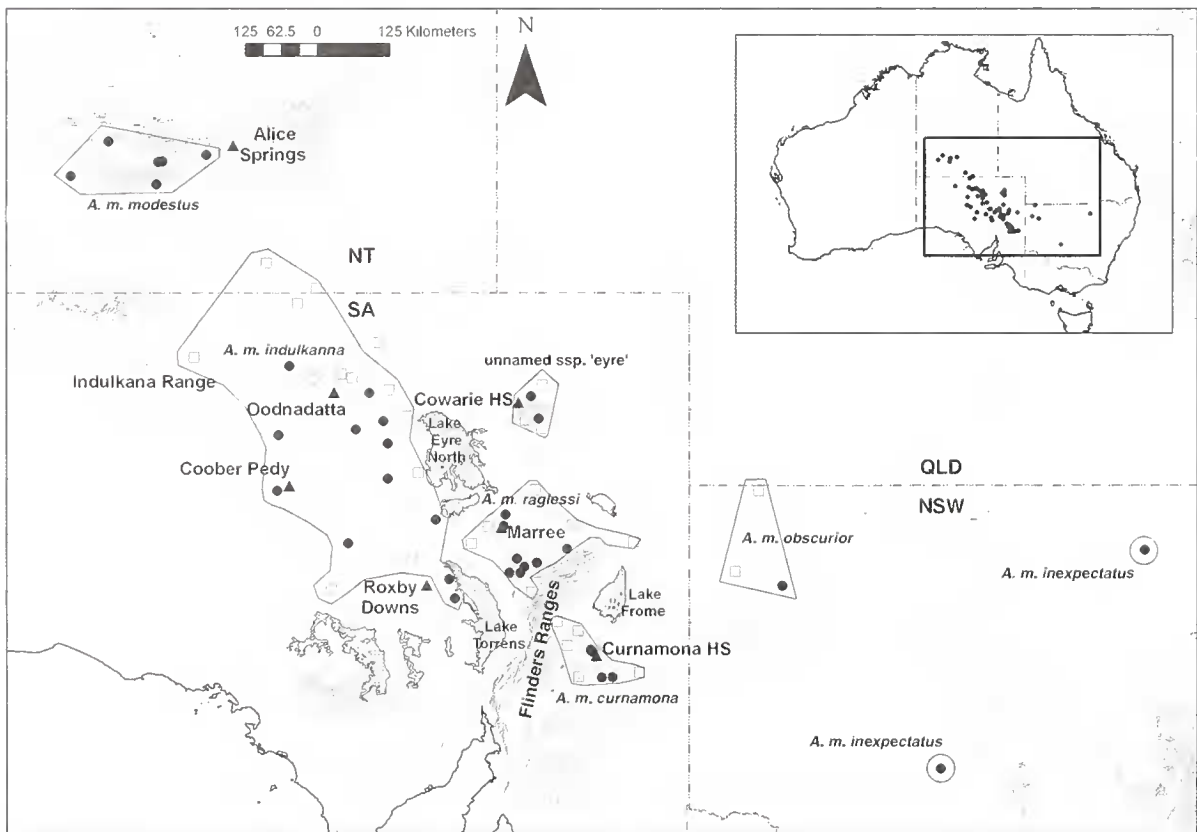 125 62.5 0 125 Kilometers
N
Alice
Springs
A. m. modestus
NT
SA
A. m. indulkanna
unnamed ssp. 'eyre'
Indulkana Range
Cowarie HS
Oodnadatta
Lake
Eyre
North
Coober Pedy
QLD
NSW
A. m. raglessi
Marree
A. m. obscurior
A. m. inexpectatus
Roxby
Downs
Lake
Frome
Lake
Torrens
Flinders Ranges
Curnamona HS
A. m. curnamona
A. m. inexpectatus